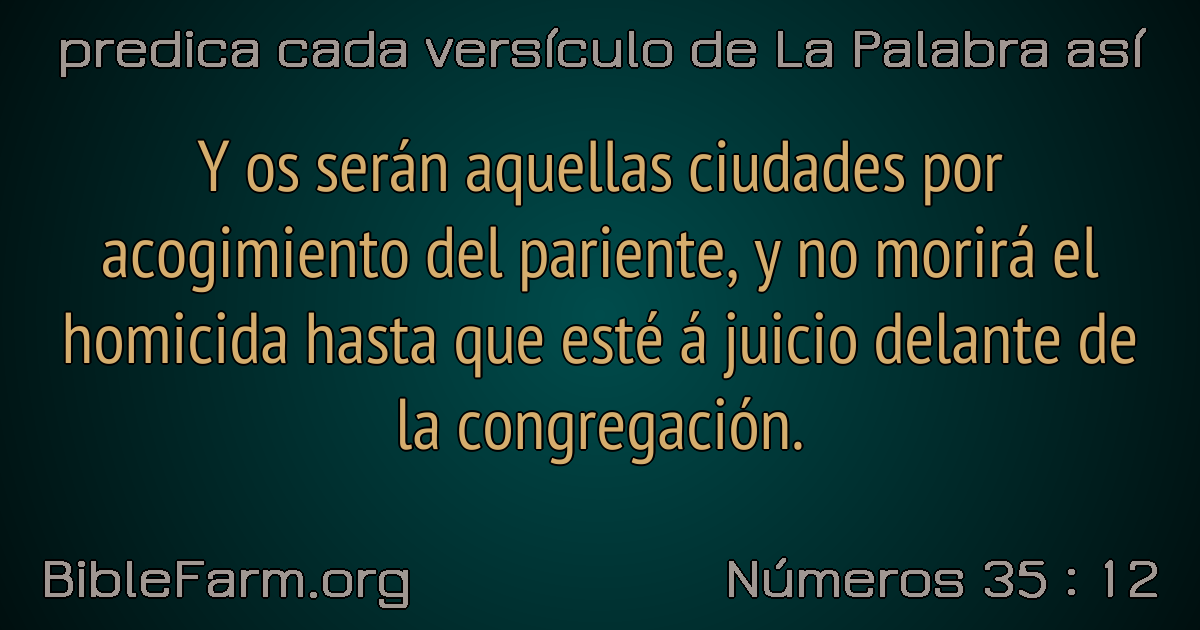 predica cada versículo de La Palabra así
Y os serán aquellas ciudades por
acogimiento del pariente, y no morirá el
homicida hasta que esté á juicio delante de
la congregación.
BibleFarm.org
Números 35 : 12